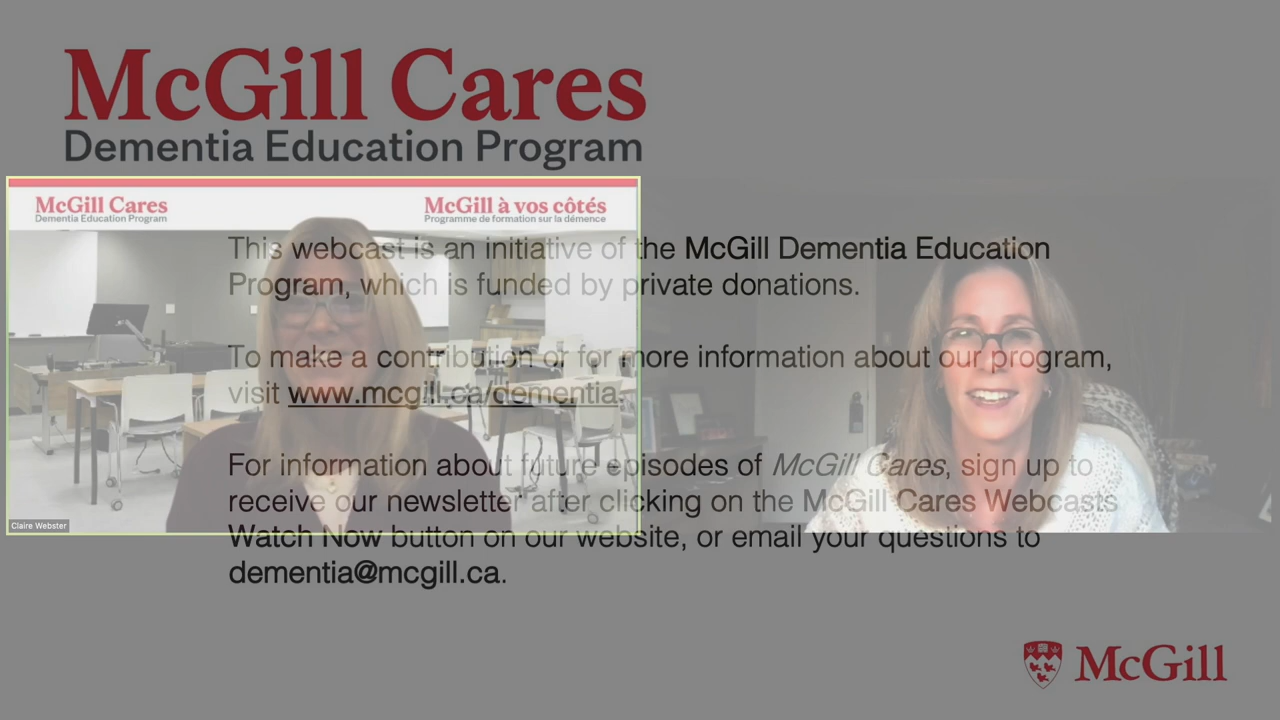 McGill Cares
Dementia Education Program
McGill Cares
Dementia Education Program
McGill à vos côtés
Programme de formation sur la démence
This webcast is an initiative of the McGill Dementia Education
Program, which is funded by private donations.
To make a contribution or for more information about our program,
visit www.mcgill.ca/dementia.
For information about future episodes of McGill Cares, sign up to
receive our newsletter after clicking on the McGill Cares Webcasts
Watch Now button on our website, or email your questions to
dementia@mcgill.ca.
Claire Webster
McGill